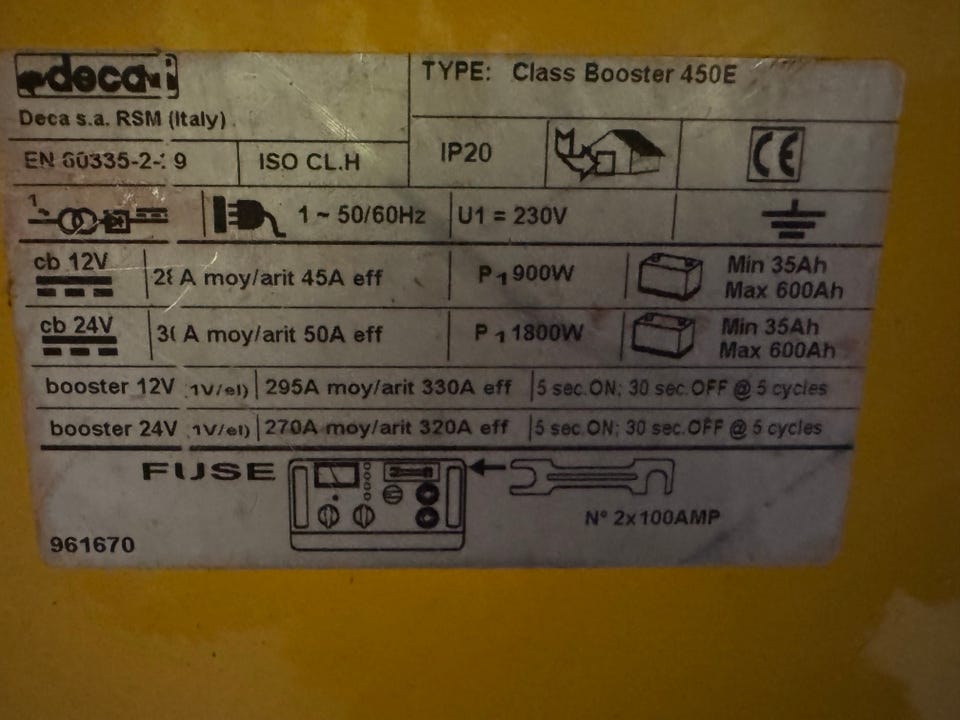 deca
TYPE: Class Booster 450E
Deca s.a. RSM (Italy)
ISO CL.H
IP20
CE
1~ 50/60Hz
U1 = 230V
cb 12V
A moy/arit 45A eff
P1 900W
Min 35Ah
Max 600Ah
cb 24V
A moy/arit 50A eff
P1 1800W
Min 35Ah
Max 600Ah
booster 12V 1V/el) 295A moy/arit 330A eff 5 sec.ON; 30 sec.OFF @ 5 cycles
booster 24V 1V/el) 270A moy/arit 320A eff 5 sec.ON; 30 sec.OFF @ 5 cycles
FUSE
N° 2x100AMP
961670